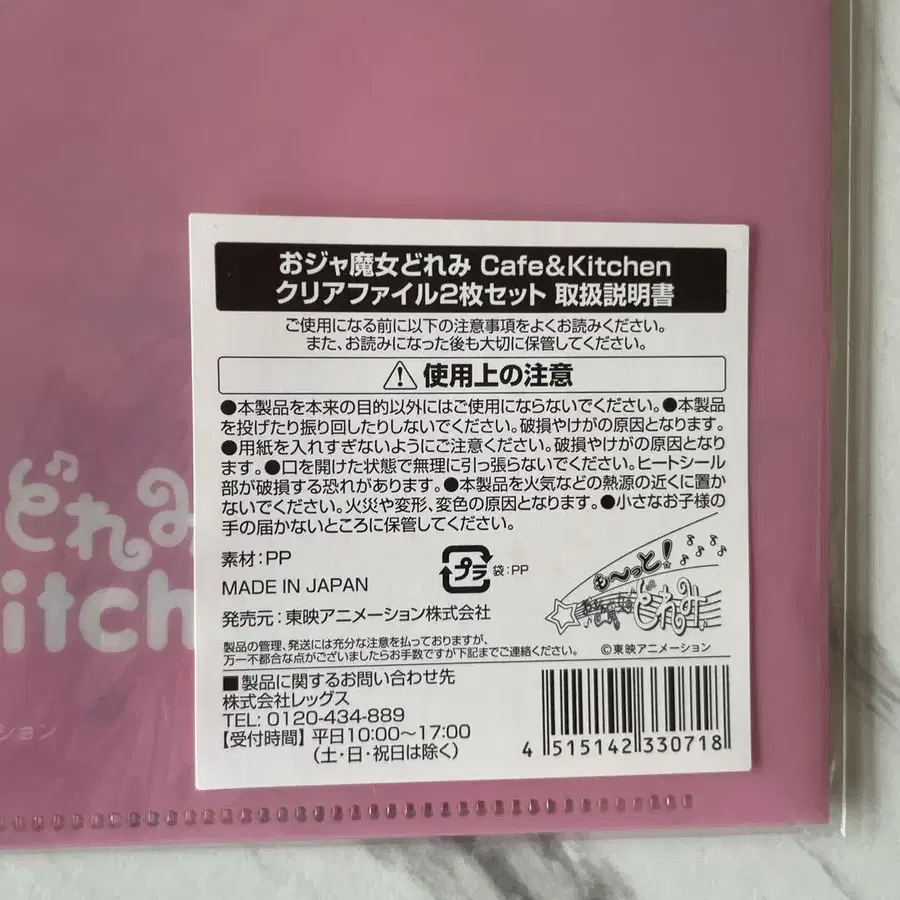 おジャ魔女どれみ Cafe&Kitchen
クリアファイル2枚セット 取扱説明書
ご使用になる前に以下の注意事項をよくお読みください。
また、お読みになった後も大切に保管してください。
使用上の注意
●本製品を本来の目的以外にはご使用にならないでください。●本製品
を投げたり振り回したりしないでください。破損やけがの原因となります。
●用紙を入れすぎないようにご注意ください。破損やけがの原因となり
ます。●口を開けた状態で無理に引っ張らないでください。ヒートシール
部が破損する恐れがあります。●本製品を火気などの熱源の近くに置か
ないでください。火災や変形、変色の原因となります。●小さなお子様の
手の届かないところに保管してください。
素材:PP
プラ 袋:PP
MADE IN JAPAN
発売元:東映アニメーション株式会社
も〜っと!
おジャ魔女
どれみ
©東映アニメーション
製品の管理、発送には充分な注意を払っておりますが、
万一不都合な点がございましたらお手数ですが下記までご連絡ください。
■製品に関するお問い合わせ先
株式会社レッグス
TEL: 0120-434-889
【受付時間】平日10:00〜17:00
(土・日・祝日は除く)
4 515142 330718
どれみ
itch
ション